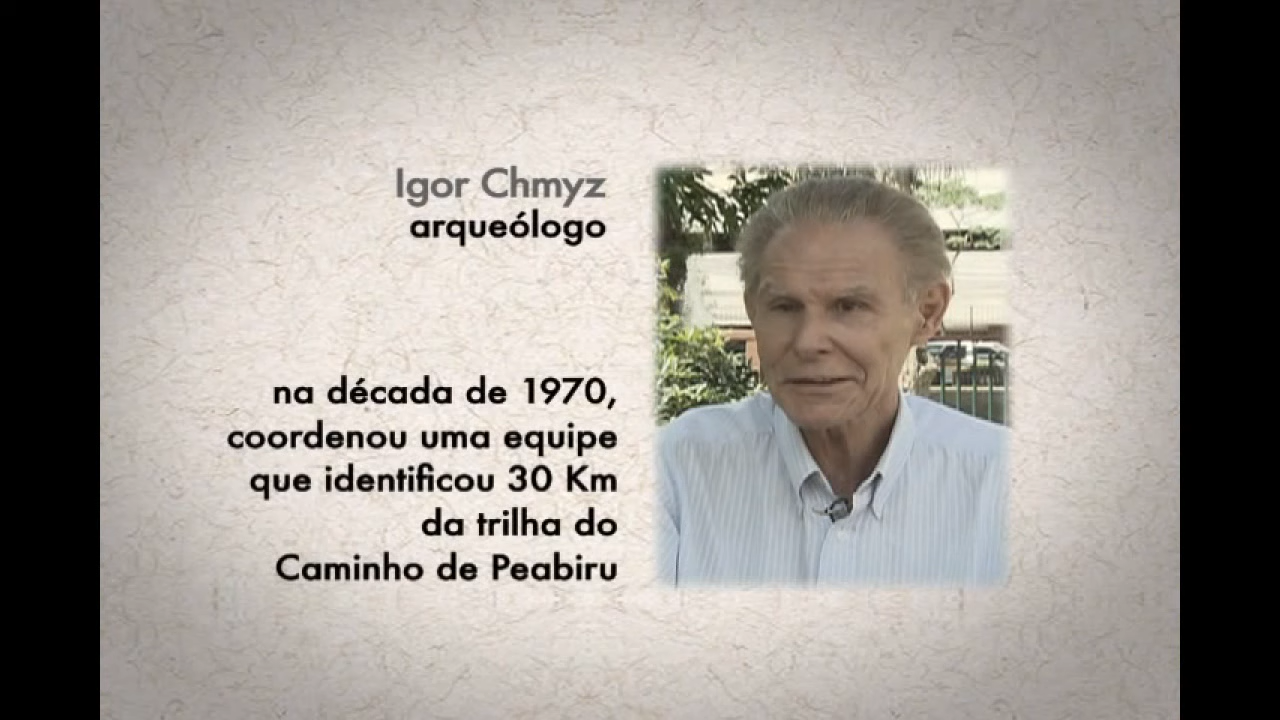 Igor Chmyz
arqueólogo
na década de 1970,
coordenou uma equipe
que identificou 30 Km
da trilha do
Caminho de Peabiru